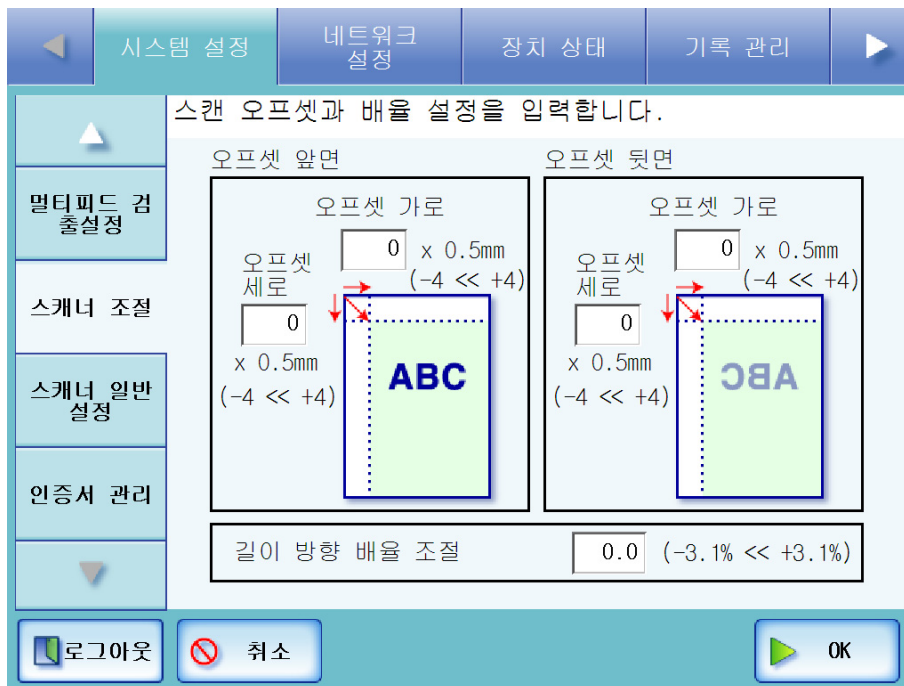 시스템 설정
네트워크
설정
장치 상태
기록 관리
스캔 오프셋과 배율 설정을 입력합니다.
멀티피드 검
출설정
스캐너 조절
스캐너 일반
설정
인증서 관리
오프셋 앞면
오프셋 가로
0 x 0.5mm
(-4 << +4)
오프셋
세로
0
x 0.5mm
(-4 << +4)
ABC
오프셋 뒷면
오프셋 가로
0 x 0.5mm
(-4 << +4)
오프셋
세로
0
x 0.5mm
(-4 << +4)
ABC
길이 방향 배율 조절 0.0 (-3.1% << +3.1%)
로그아웃
취소
OK